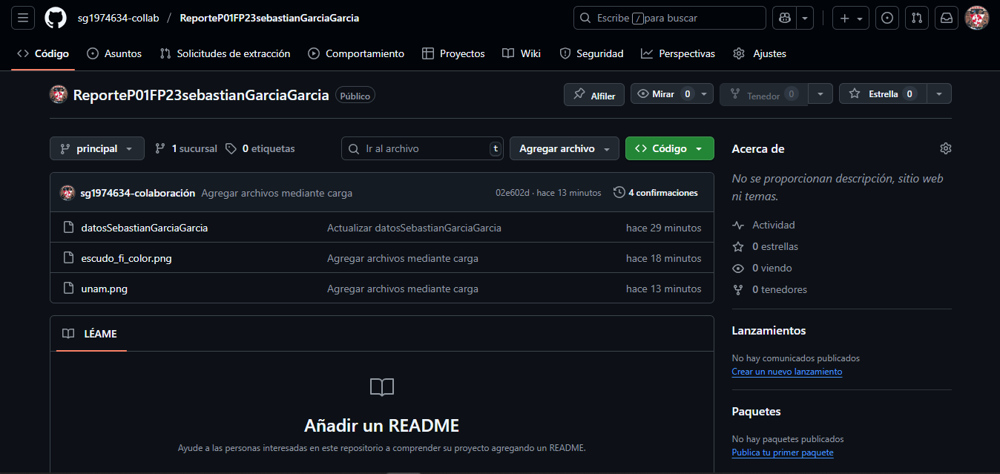 sg1974634-collab / ReporteP01FP23sebastianGarciaGarcia
Escribe / para buscar
Código Asuntos Solicitudes de extracción Comportamiento Proyectos Wiki Seguridad Perspectivas Ajustes
ReporteP01FP23sebastianGarciaGarcia Público
Alfiler Mirar 0 Tenedor 0 Estrella 0
principal 1 sucursal 0 etiquetas Ir al archivo t Agregar archivo Código
sg1974634-colaboración Agregar archivos mediante carga 02e602d · hace 13 minutos 4 confirmaciones
datosSebastianGarciaGarcia Actualizar datosSebastianGarciaGarcia hace 29 minutos
escudo_fi_color.png Agregar archivos mediante carga hace 18 minutos
unam.png Agregar archivos mediante carga hace 13 minutos
LÉAME
Añadir un README
Ayude a las personas interesadas en este repositorio a comprender su proyecto agregando un README.
Acerca de
No se proporcionan descripción, sitio web
ni temas.
Actividad
0 estrellas
0 viendo
0 tenedores
Lanzamientos
No hay comunicados publicados
Crear un nuevo lanzamiento
Paquetes
No hay paquetes publicados
Publica tu primer paquete